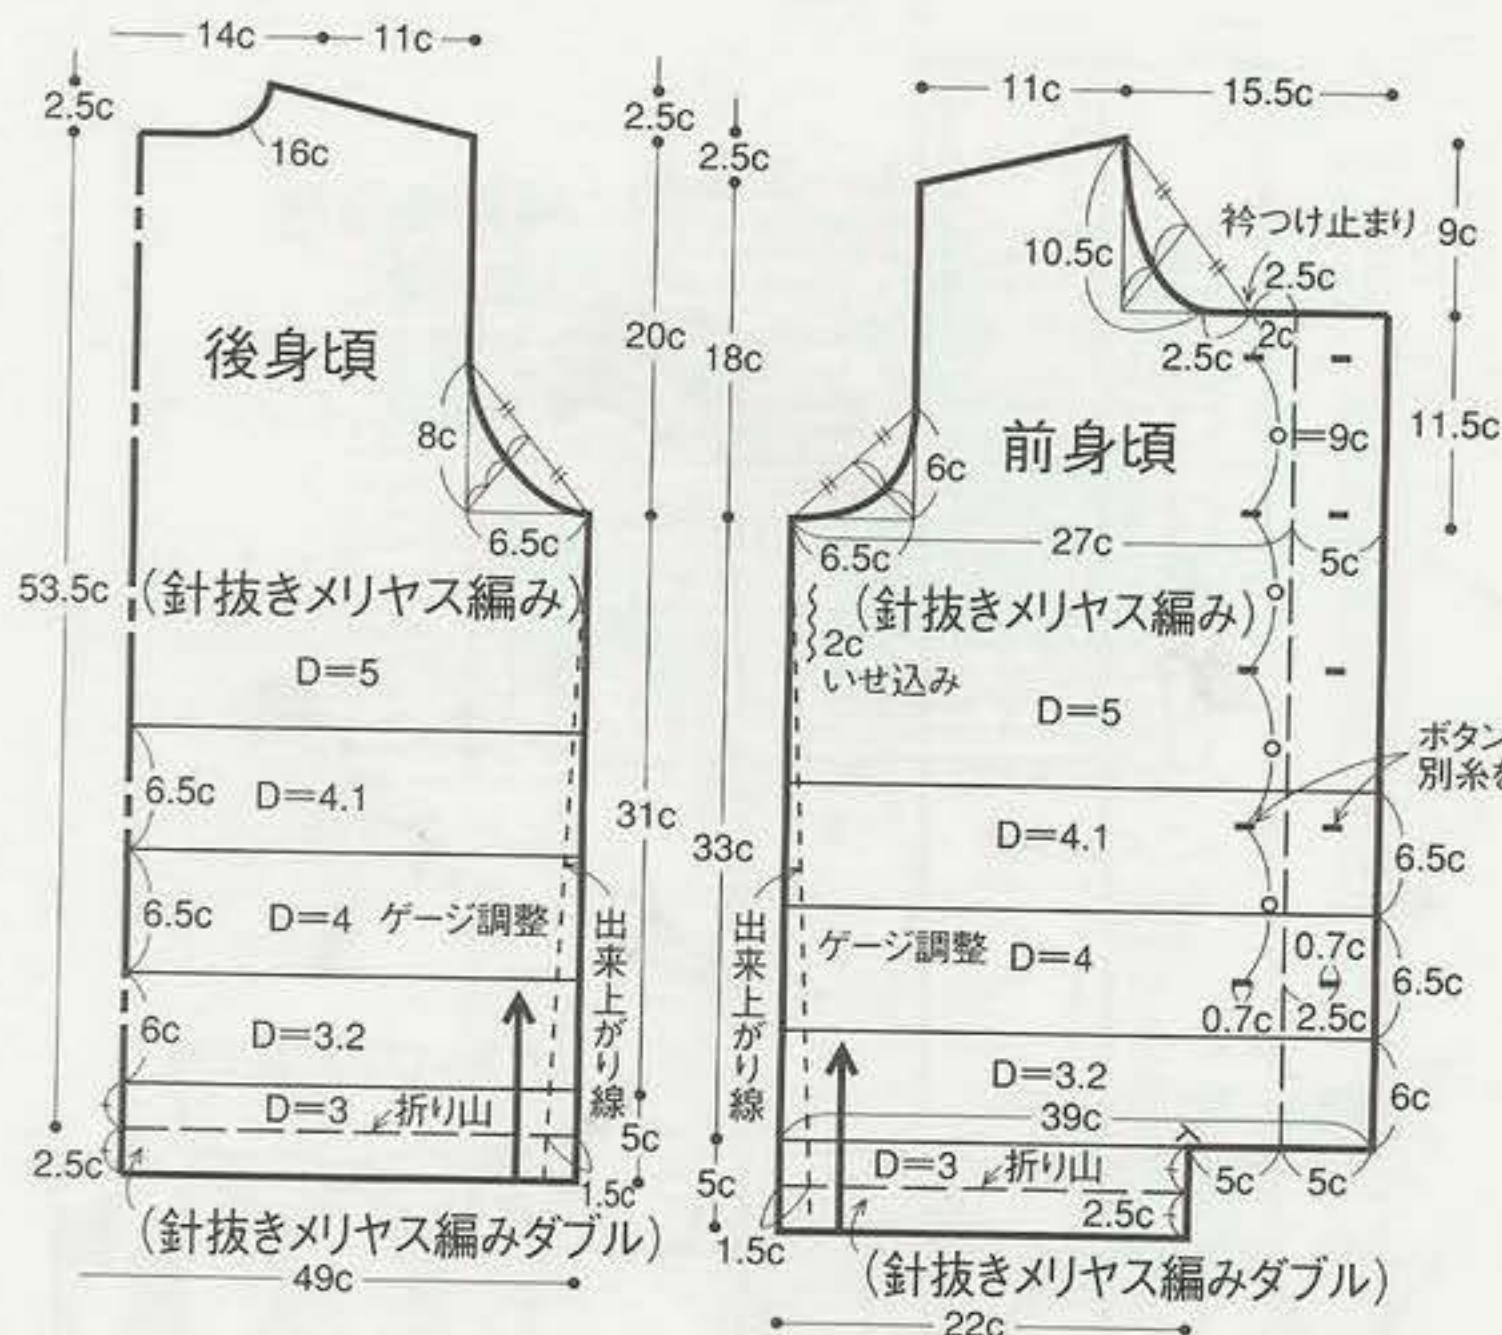 14c
11c
2.5c
16c
後身頃
8c
6.5c
53.5c
(針抜きメリヤス編み)
D=5
6.5c
D=4.1
6.5c
D=4
ゲージ調整
出来上がり線
6c
D=3.2
D=3
折り山
2.5c
1.5c
(針抜きメリヤス編みダブル)
49c
2.5c
20c
31c
5c
2.5c
18c
33c
5c
11c
15.5c
衿つけ止まり
9c
10.5c
2.5c
2c
2.5c
前身頃
=9c
11.5c
6c
6.5c
27c
5c
(針抜きメリヤス編み)
2c
いせ込み
D=5
ボタン
別糸を
D=4.1
6.5c
出来上がり線
ゲージ調整
D=4
0.7c
6.5c
0.7c
2.5c
D=3.2
6c
39c
D=3
折り山
5c
5c
2.5c
1.5c
(針抜きメリヤス編みダブル)
22c